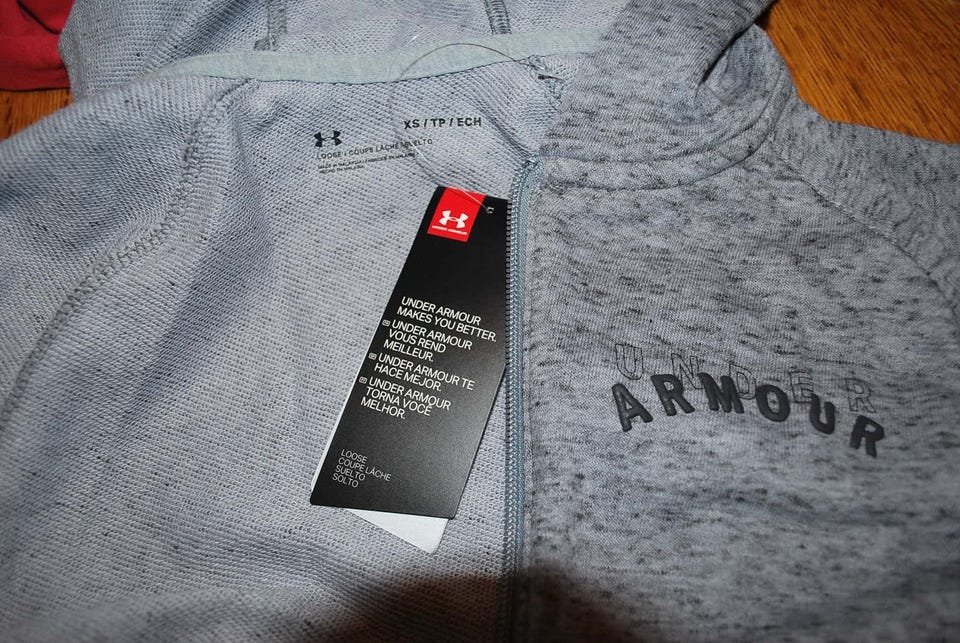 XS / TP / ECH
LOOSE / COUPE LÂCHE / SUELTO
UNDER ARMOUR
UNDER ARMOUR
MAKES YOU BETTER.
UNDER ARMOUR
VOUS REND
MEILLEUR.
UNDER ARMOUR TE
HACE MEJOR.
UNDER ARMOUR
TORNA VOCÊ
MELHOR.
LOOSE
COUPE LÂCHE
SUELTO
SOLTO
UNDER
ARMOUR